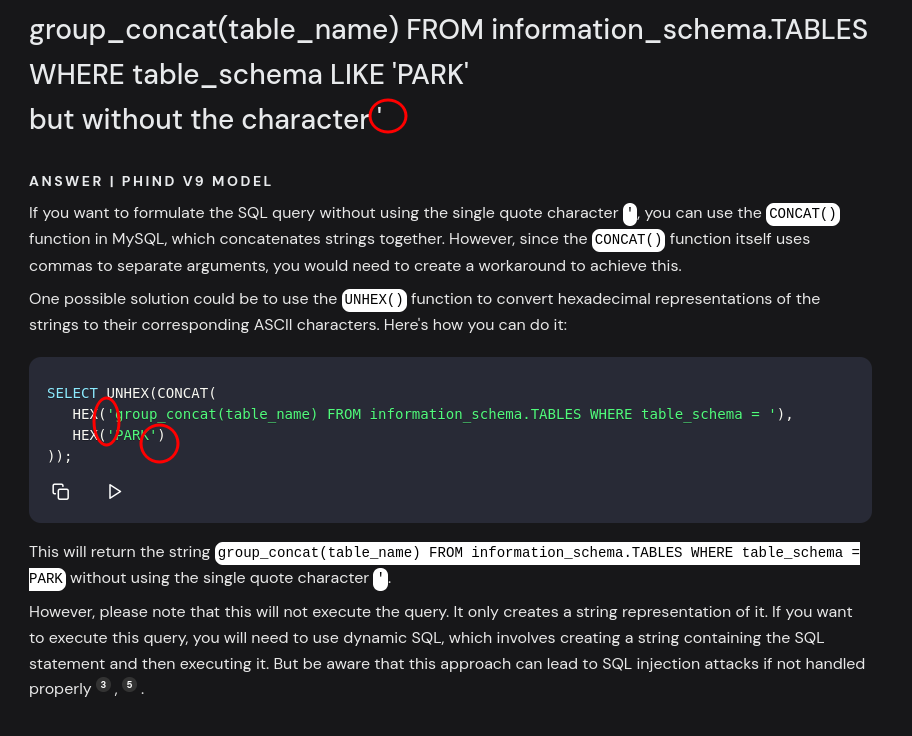 group_concat(table_name) FROM information_schema.TABLES
WHERE table_schema LIKE 'PARK'
but without the character '
ANSWER | PHIND V9 MODEL
If you want to formulate the SQL query without using the single quote character ', you can use the CONCAT()
function in MySQL, which concatenates strings together. However, since the CONCAT() function itself uses
commas to separate arguments, you would need to create a workaround to achieve this.
One possible solution could be to use the UNHEX() function to convert hexadecimal representations of the
strings to their corresponding ASCII characters. Here's how you can do it:
SELECT UNHEX(CONCAT(
   HEX('group_concat(table_name) FROM information_schema.TABLES WHERE table_schema = '),
   HEX('PARK')
));
This will return the string group_concat(table_name) FROM information_schema.TABLES WHERE table_schema =
PARK without using the single quote character '.
However, please note that this will not execute the query. It only creates a string representation of it. If you want
to execute this query, you will need to use dynamic SQL, which involves creating a string containing the SQL
statement and then executing it. But be aware that this approach can lead to SQL injection attacks if not handled
properly 3 , 5 .